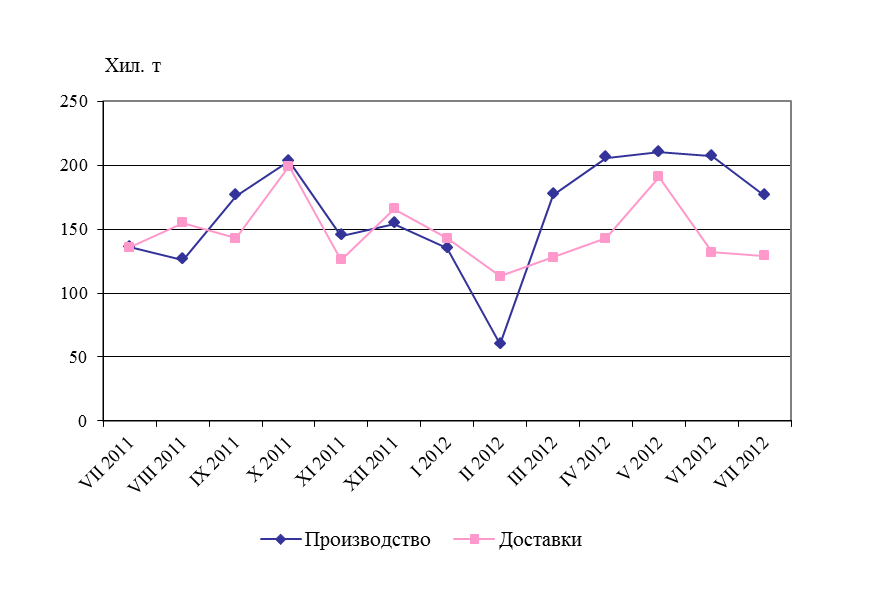 Хил. т
250
200
150
100
50
0
VII 2011
VIII 2011
IX 2011
X 2011
XI 2011
XII 2011
I 2012
II 2012
III 2012
IV 2012
V 2012
VI 2012
VII 2012
Производство Доставки